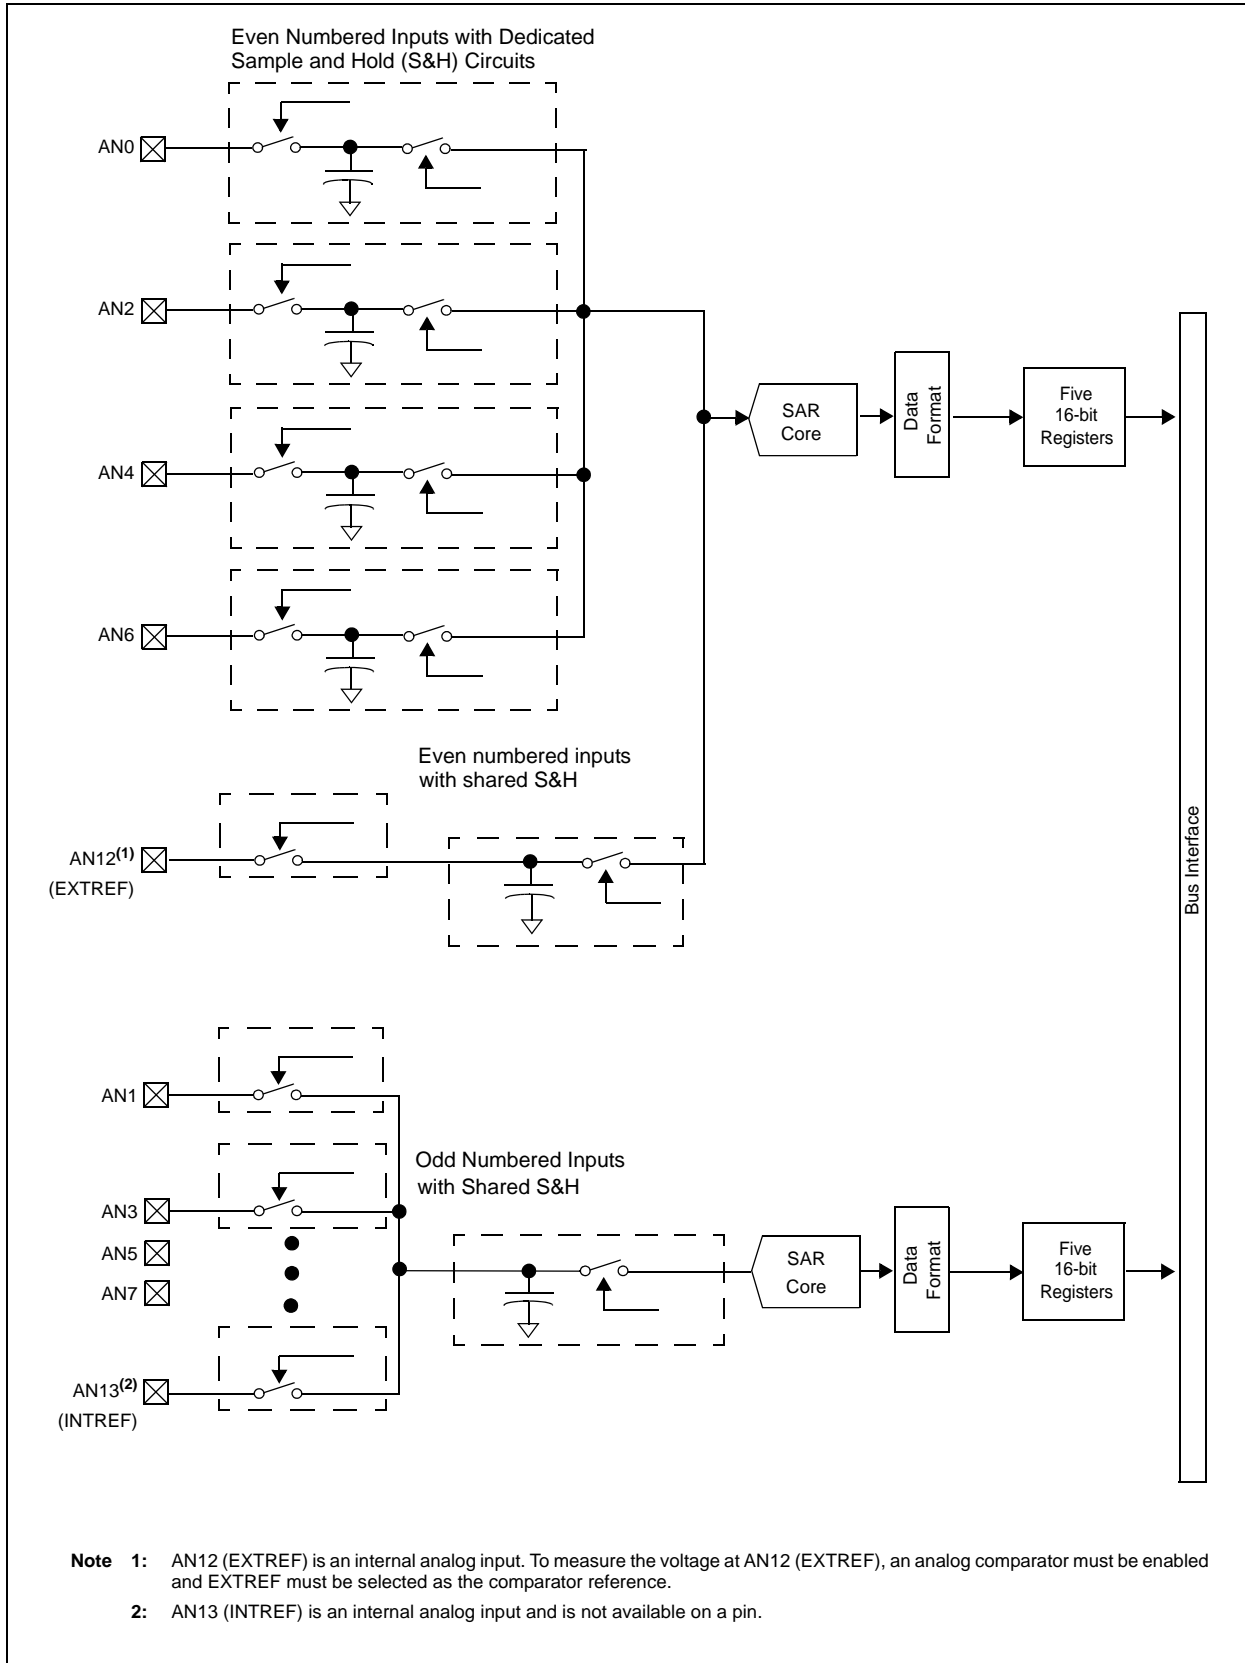 Even Numbered Inputs with Dedicated
Sample and Hold (S&H) Circuits
AN0
AN2
AN4
AN6
SAR
Core
Data
Format
Five
16-bit
Registers
Even numbered inputs
with shared S&H
AN12(1)
(EXTREF)
Bus Interface
AN1
Odd Numbered Inputs
with Shared S&H
AN3
AN5
AN7
SAR
Core
Data
Format
Five
16-bit
Registers
AN13(2)
(INTREF)
Note 1: AN12 (EXTREF) is an internal analog input. To measure the voltage at AN12 (EXTREF), an analog comparator must be enabled
and EXTREF must be selected as the comparator reference.
2: AN13 (INTREF) is an internal analog input and is not available on a pin.